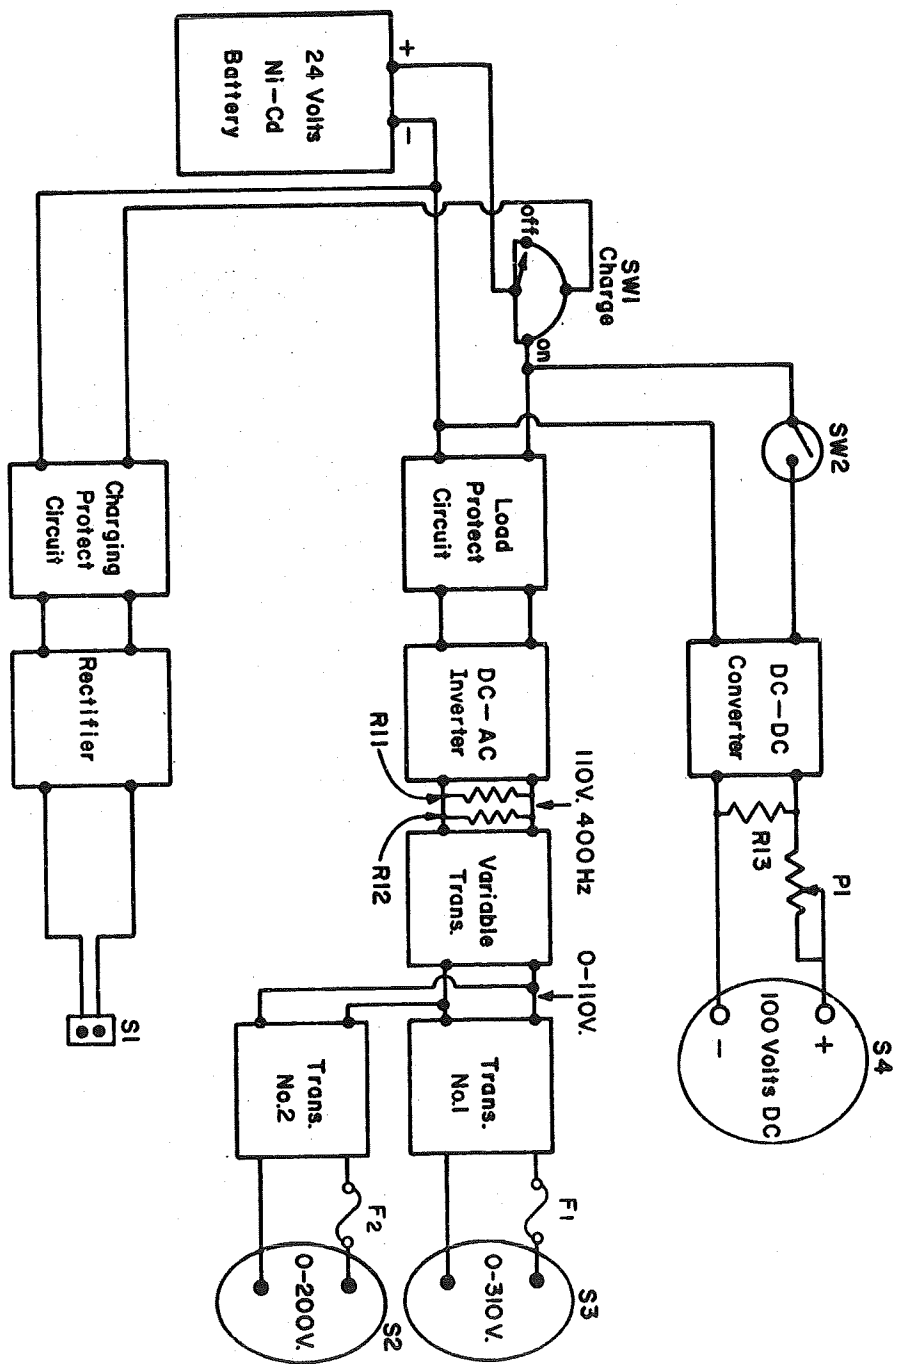 24 Volts
Ni-Cd
Battery
+
-
off
SW1
Charge
on
SW2
Load
Protect
Circuit
Charging
Protect
Circuit
DC-DC
Converter
DC-AC
Inverter
Rectifier
R11
R12
110V. 400Hz
R13
P1
Variable
Trans.
0-110V.
S4
+
100 Volts DC
-
S1
Trans.
No.1
Trans.
No.2
F1
F2
S3
0-310V.
S2
0-200V.